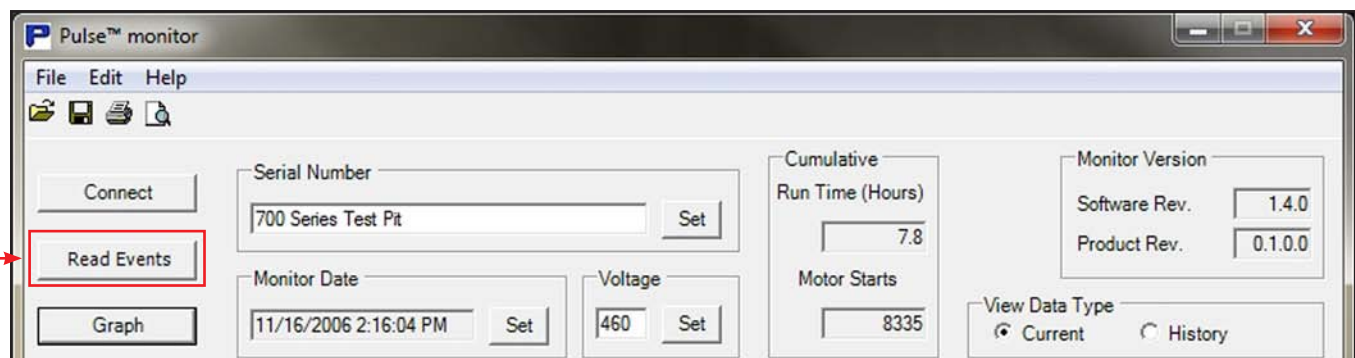 Pulse™ monitor
File Edit Help
Connect
Read Events
Graph
Serial Number
700 Series Test Pit Set
Monitor Date
11/16/2006 2:16:04 PM Set
Voltage
460 Set
Cumulative
Run Time (Hours)
7.8
Motor Starts
8335
Monitor Version
Software Rev. 1.4.0
Product Rev. 0.1.0.0
View Data Type
Current History